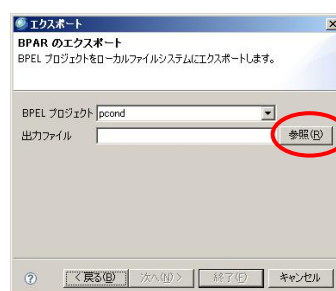 エクスポート
BPAR のエクスポート
BPEL プロジェクトをローカルファイルシステムにエクスポートします。
BPEL プロジェクト pcond
出力ファイル 参照(R)
? < 戻る(B) 次へ(N) > 終了(F) キャンセル